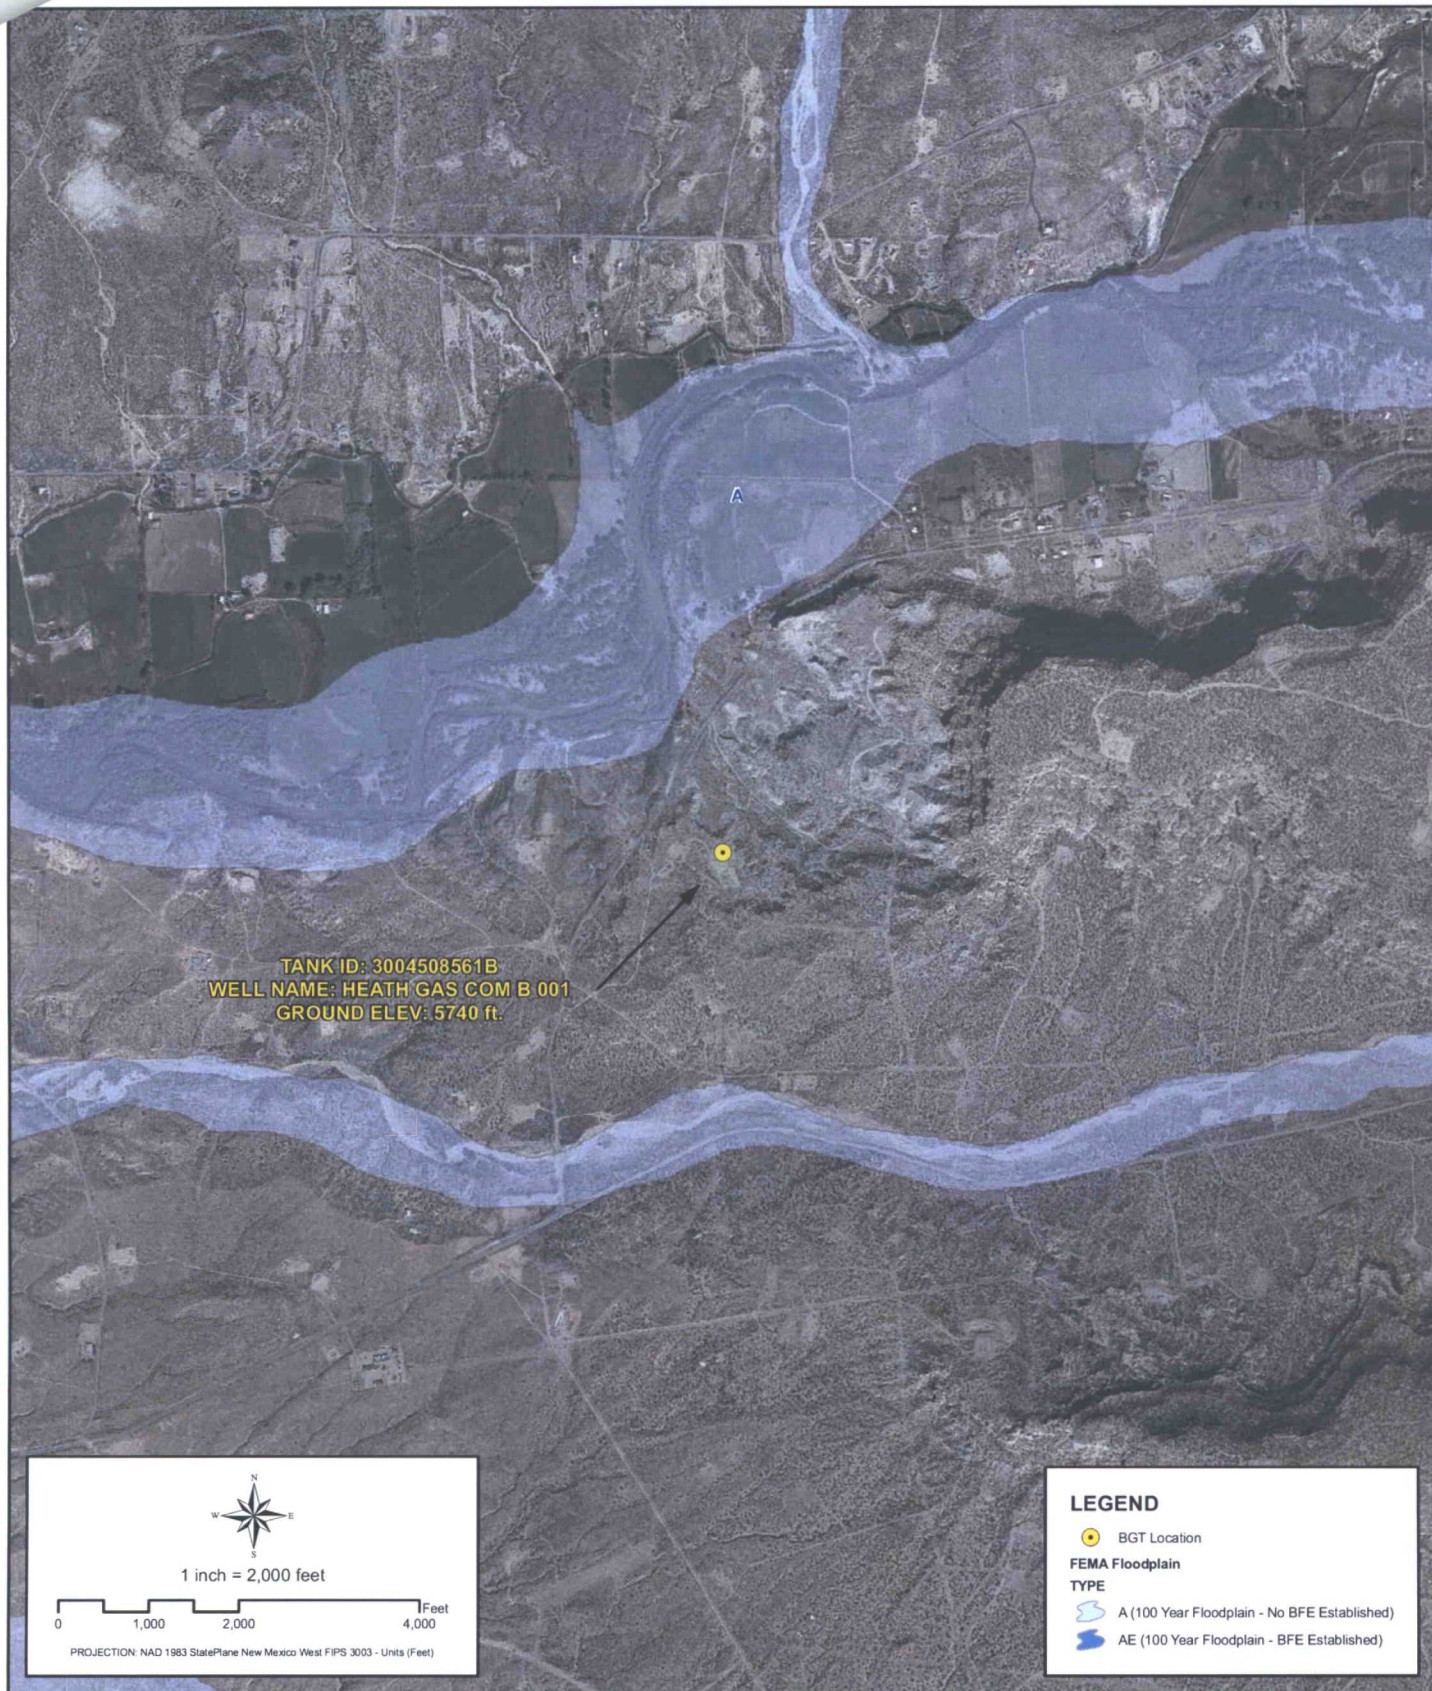 A
TANK ID: 3004508561B
WELL NAME: HEATH GAS COM B 001
GROUND ELEV: 5740 ft.
A
N
W
E
S
1 inch = 2,000 feet
Feet
0
1,000
2,000
4,000
PROJECTION: NAD 1983 StatePlane New Mexico West FIPS 3003 - Units (Feet)
LEGEND
BGT Location
FEMA Floodplain
TYPE
A (100 Year Floodplain - No BFE Established)
AE (100 Year Floodplain - BFE Established)